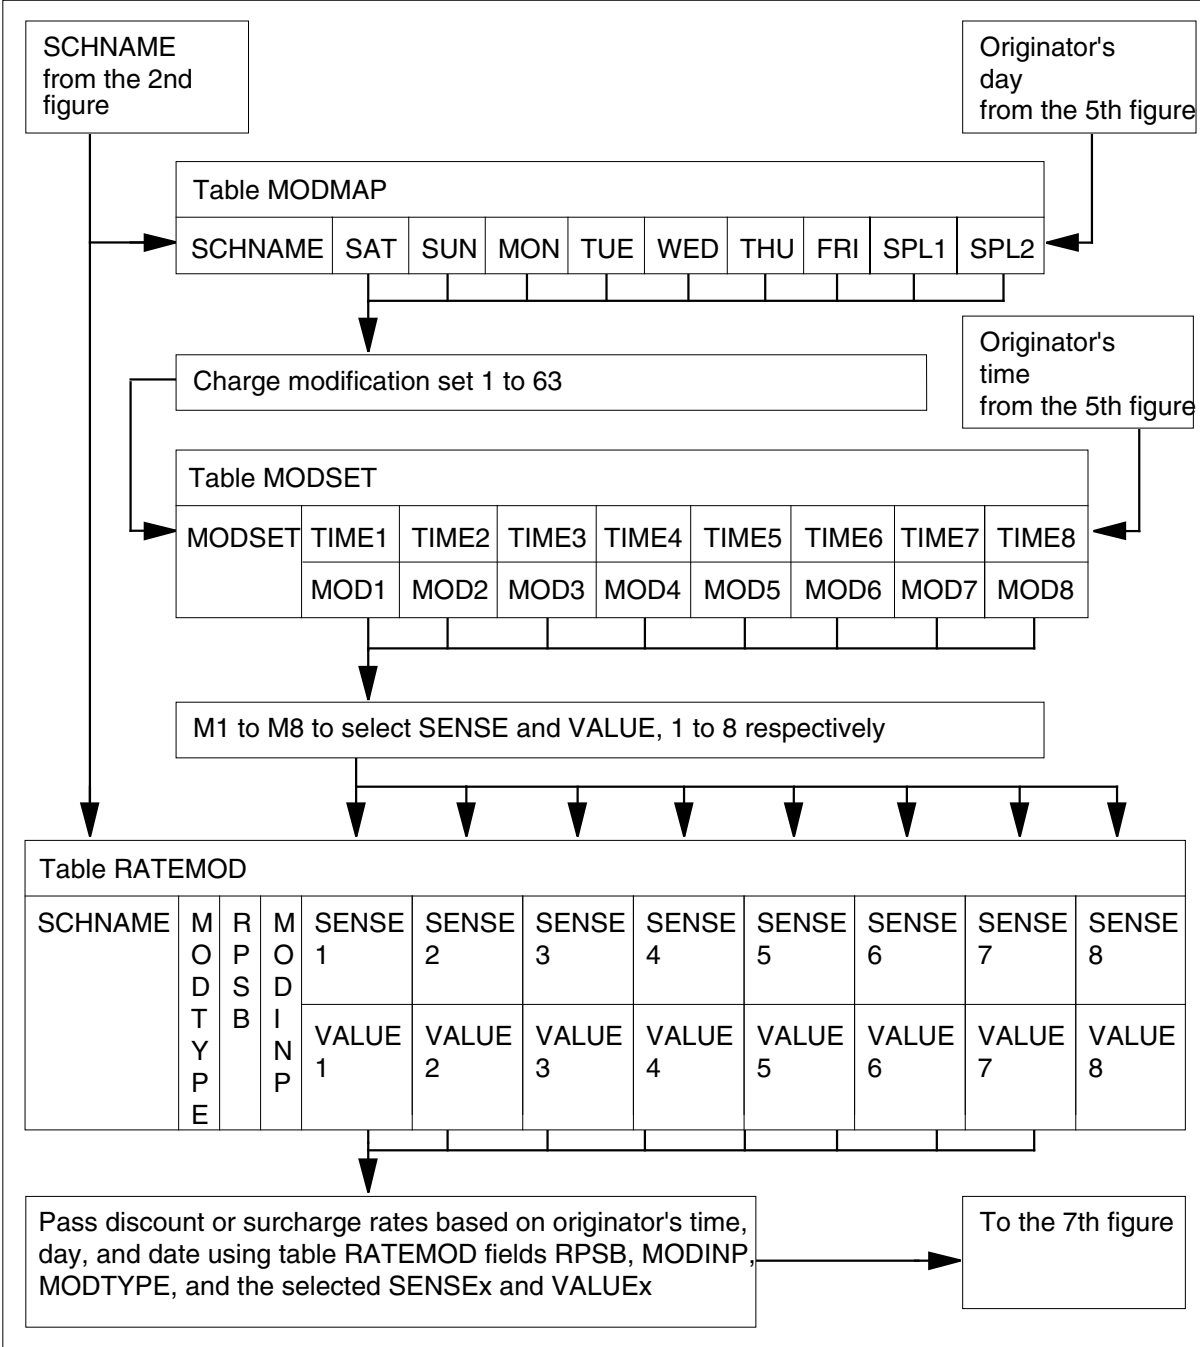 SCHNAME
from the 2nd
figure
Originator's
day
from the 5th figure
Table MODMAP
SCHNAME SAT SUN MON TUE WED THU FRI SPL1 SPL2
Originator's
time
from the 5th figure
Charge modification set 1 to 63
Table MODSET
MODSET TIME1 TIME2 TIME3 TIME4 TIME5 TIME6 TIME7 TIME8
MOD1 MOD2 MOD3 MOD4 MOD5 MOD6 MOD7 MOD8
M1 to M8 to select SENSE and VALUE, 1 to 8 respectively
Table RATEMOD
SCHNAME
MODTYPE
RPSB
MODINP
SENSE SENSE SENSE SENSE SENSE SENSE SENSE SENSE
1 2 3 4 5 6 7 8
VALUE VALUE VALUE VALUE VALUE VALUE VALUE VALUE
1 2 3 4 5 6 7 8
Pass discount or surcharge rates based on originator's time,
day, and date using table RATEMOD fields RPSB, MODINP,
MODTYPE, and the selected SENSEx and VALUEx
To the 7th figure